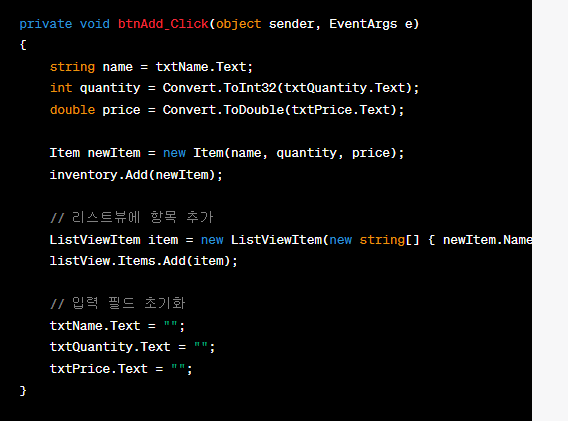 private void btnAdd_Click(object sender, EventArgs e)
{
    string name = txtName.Text;
    int quantity = Convert.ToInt32(txtQuantity.Text);
    double price = Convert.ToDouble(txtPrice.Text);

    Item newItem = new Item(name, quantity, price);
    inventory.Add(newItem);

    // 리스트뷰에 항목 추가
    ListViewItem item = new ListViewItem(new string[] { newItem.Name
    listView.Items.Add(item);

    // 입력 필드 초기화
    txtName.Text = "";
    txtQuantity.Text = "";
    txtPrice.Text = "";
}